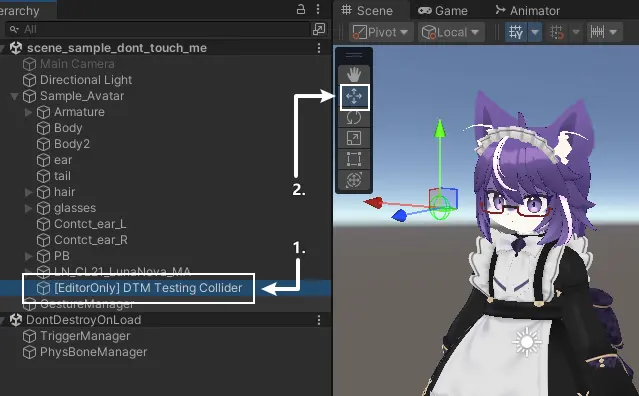 erarchy
All
scene_sample_dont_touch_me
Main Camera
Directional Light
Sample_Avatar
Armature
Body
Body2
ear
tail
hair
glasses
Contct_ear_L
Contct_ear_R
PB
LN_CL21_LunaNova_MA
[EditorOnly] DTM Testing Collider
GestureManager
DontDestroyOnLoad
TriggerManager
PhysBoneManager
1.
2.
Scene
Game
Animator
Pivot
Local